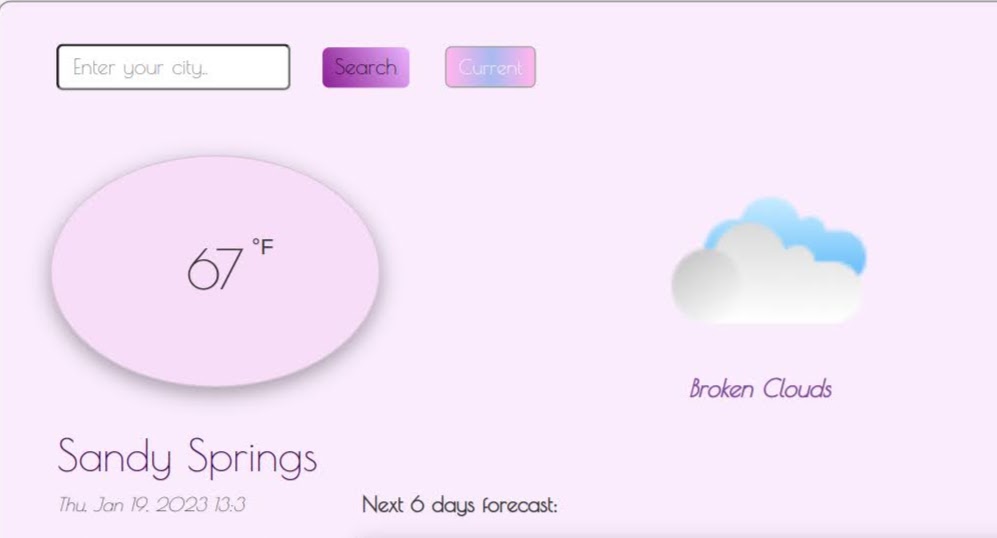 Enter your city..
Search
Current
67 °F
Broken Clouds
Sandy Springs
Thu, Jan 19, 2023 13:3
Next 6 days forecast: